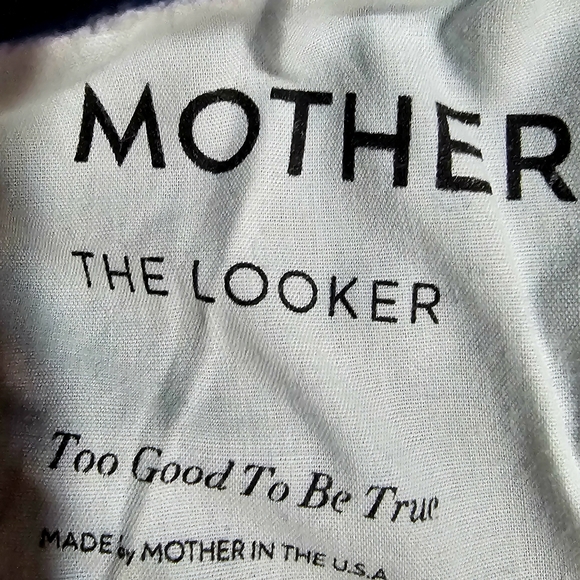 MOTHER
THE LOOKER
Too Good To Be True
MADE by MOTHER IN THE U.S.A